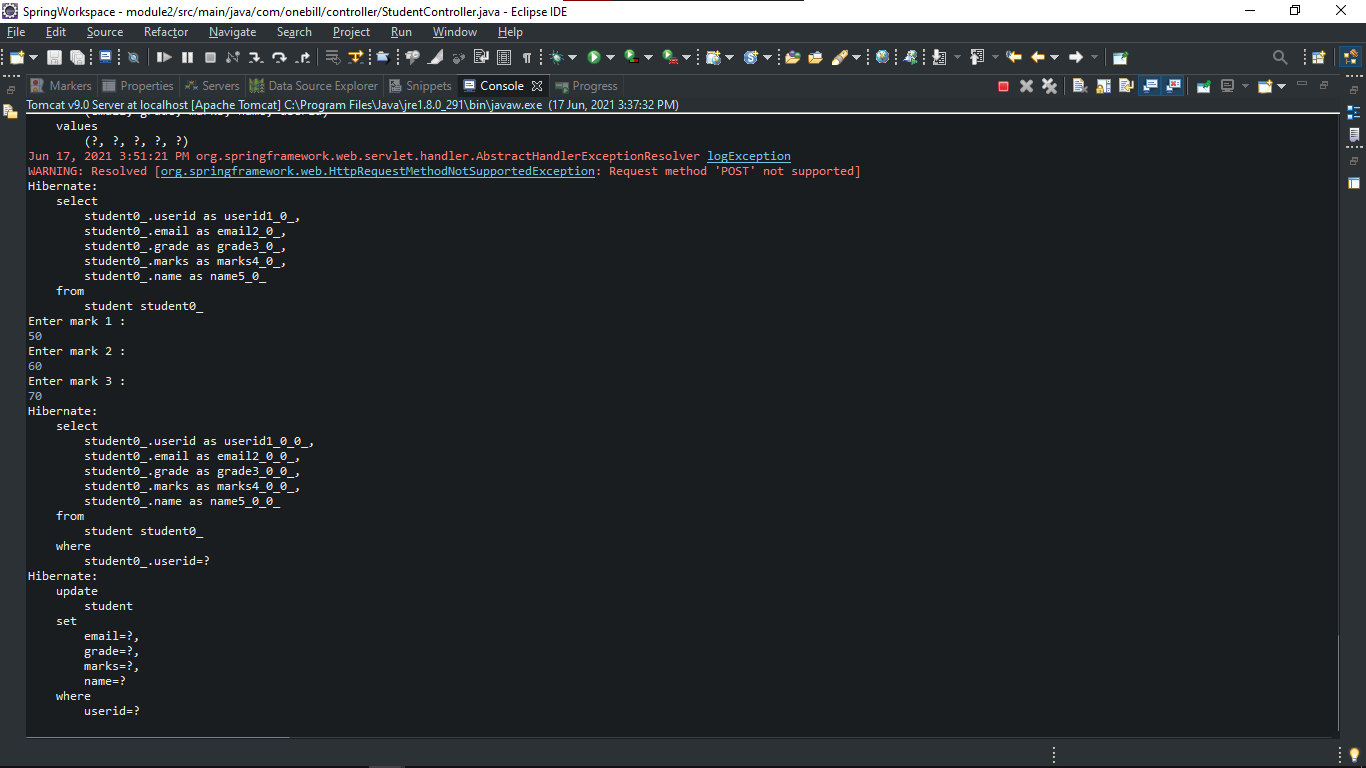 SpringWorkspace - module2/src/main/java/com/onebill/controller/StudentController.java - Eclipse IDE
File Edit Source Refactor Navigate Search Project Run Window Help
Markers Properties Servers Data Source Explorer Snippets Console Progress
Tomcat v9.0 Server at localhost [Apache Tomcat] C:\Program Files\Java\jre1.8.0_291\bin\javaw.exe (17 Jun, 2021 3:37:32 PM)
(email, grade, marks, name, userid)
values
(?, ?, ?, ?, ?)
Jun 17, 2021 3:51:21 PM org.springframework.web.servlet.handler.AbstractHandlerExceptionResolver logException
WARNING: Resolved [org.springframework.web.HttpRequestMethodNotSupportedException: Request method 'POST' not supported]
Hibernate:
select
student0_.userid as userid1_0_,
student0_.email as email2_0_,
student0_.grade as grade3_0_,
student0_.marks as marks4_0_,
student0_.name as name5_0_
from
student student0_
Enter mark 1 :
50
Enter mark 2 :
60
Enter mark 3 :
70
Hibernate:
select
student0_.userid as userid1_0_0_,
student0_.email as email2_0_0_,
student0_.grade as grade3_0_0_,
student0_.marks as marks4_0_0_,
student0_.name as name5_0_0_
from
student student0_
where
student0_.userid=?
Hibernate:
update
student
set
email=?,
grade=?,
marks=?,
name=?
where
userid=?